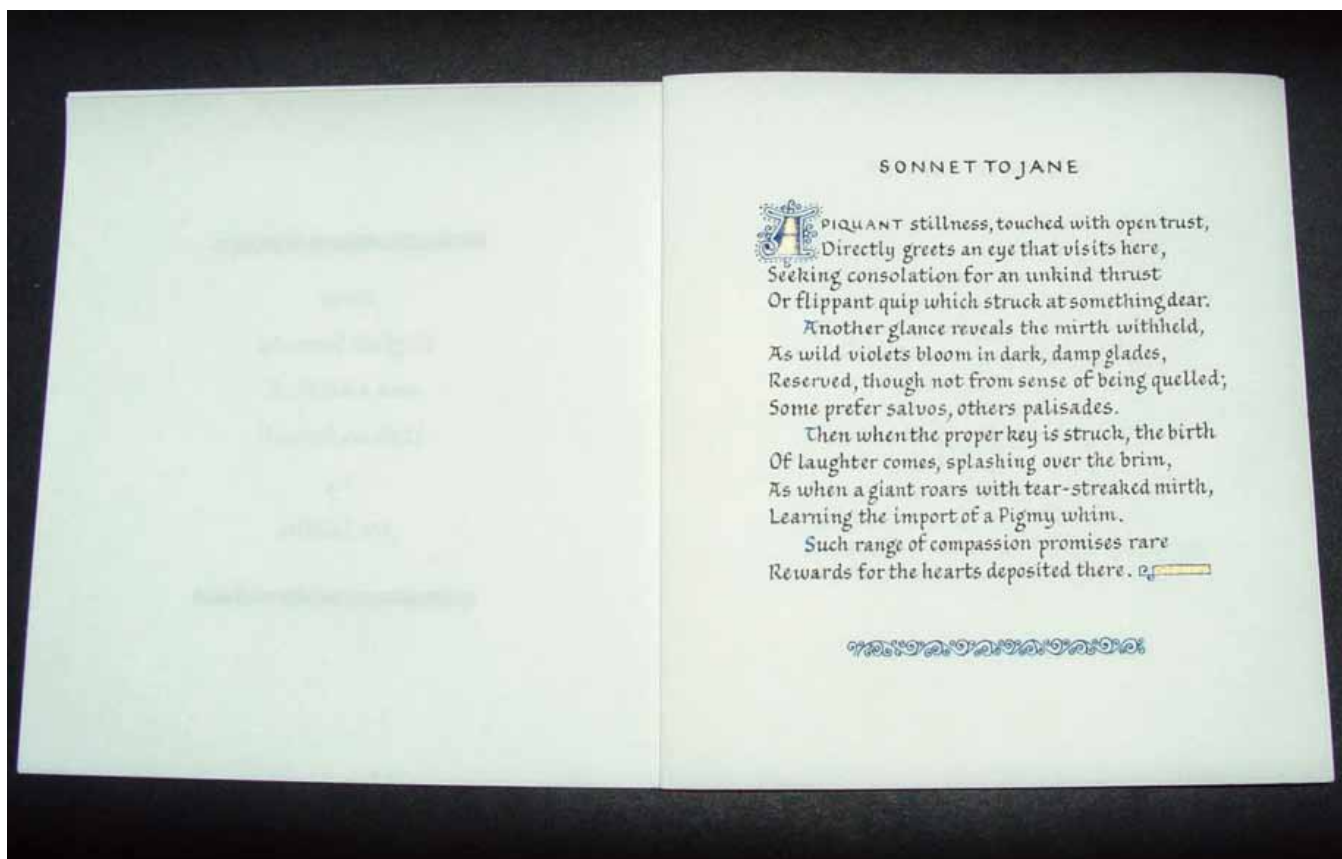 SONNET TO JANE
A PIQUANT stillness, touched with open trust,
Directly greets an eye that visits here,
Seeking consolation for an unkind thrust
Or flippant quip which struck at something dear.
Another glance reveals the mirth withheld,
As wild violets bloom in dark, damp glades,
Reserved, though not from sense of being quelled;
Some prefer salvos, others palisades.
Then when the proper key is struck, the birth
Of laughter comes, splashing over the brim,
As when a giant roars with tear-streaked mirth,
Learning the import of a Pigmy whim.
Such range of compassion promises rare
Rewards for the hearts deposited there.